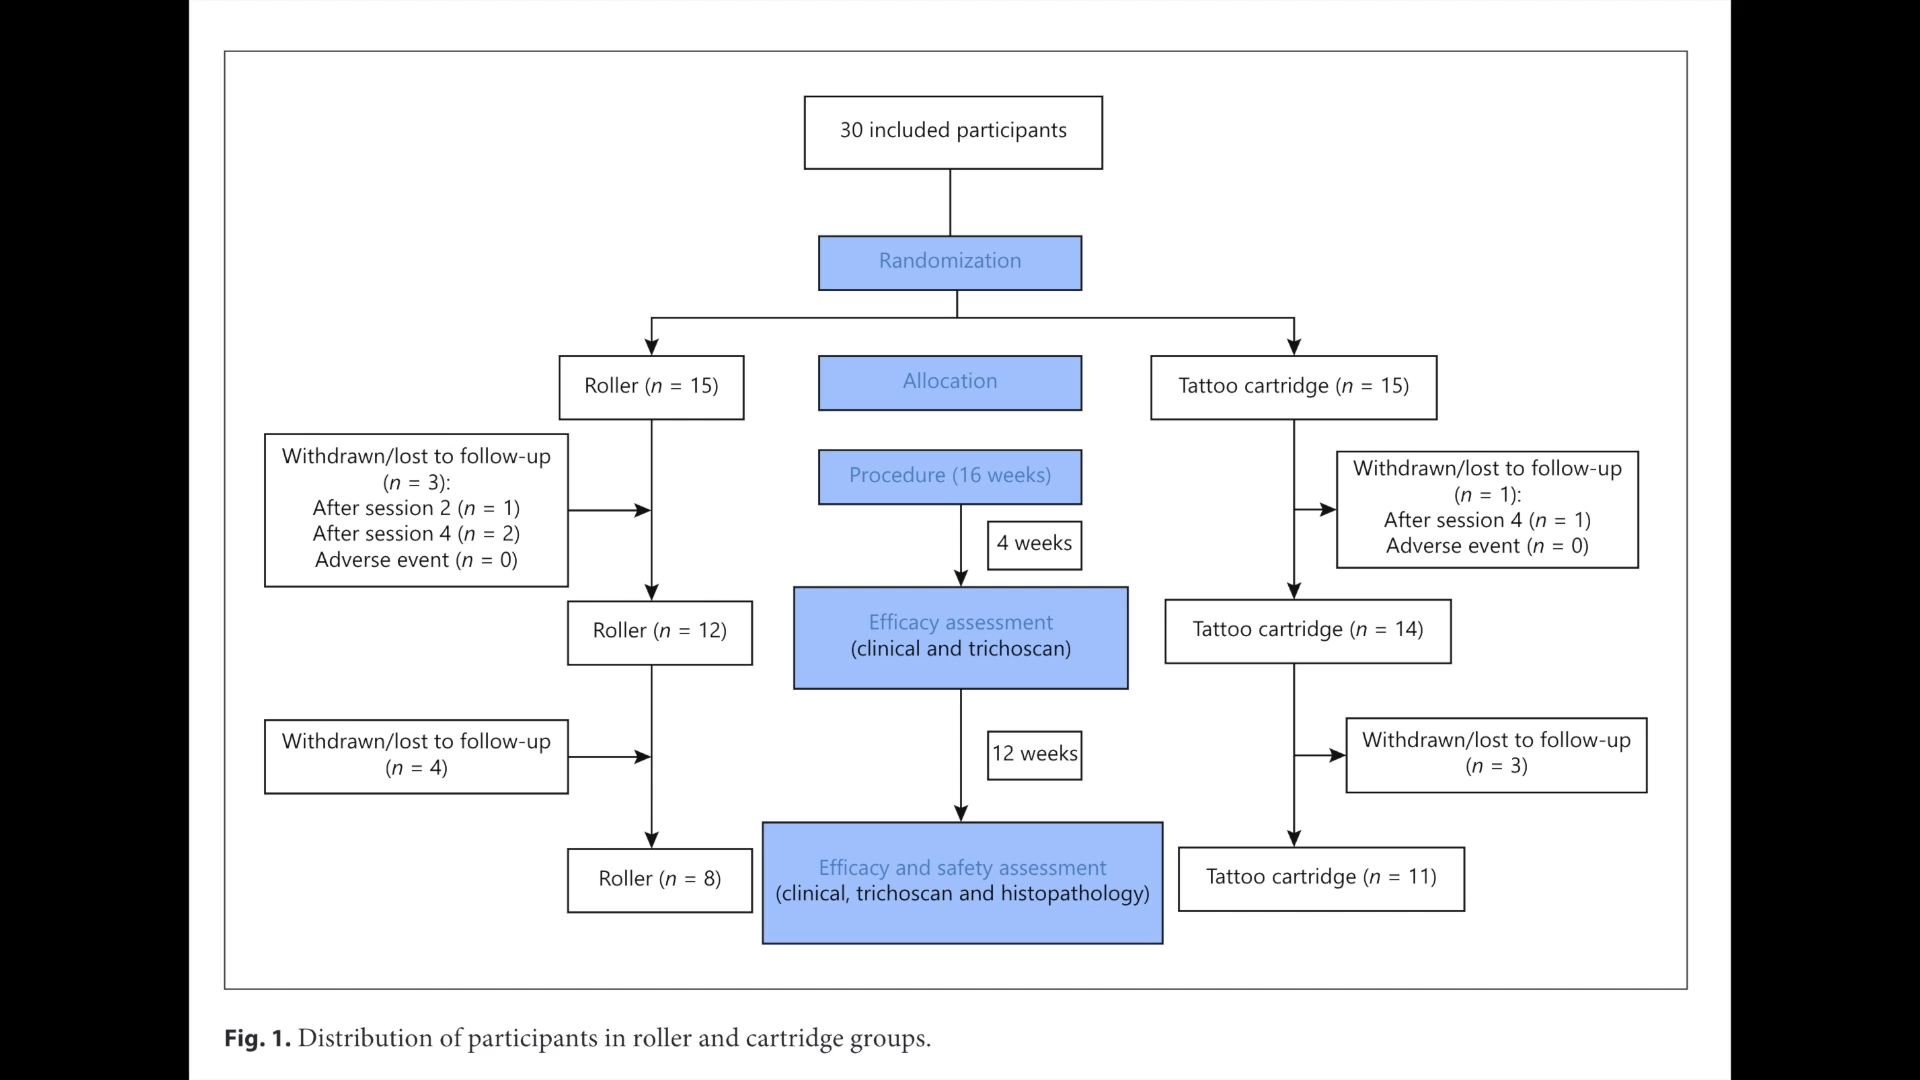 30 included participants
Randomization
Roller (n = 15)
Allocation
Tattoo cartridge (n = 15)
Withdrawn/lost to follow-up
(n = 3):
After session 2 (n = 1)
After session 4 (n = 2)
Adverse event (n = 0)
Procedure (16 weeks)
Withdrawn/lost to follow-up
(n = 1):
After session 4 (n = 1)
Adverse event (n = 0)
4 weeks
Roller (n = 12)
Efficacy assessment
(clinical and trichoscan)
Tattoo cartridge (n = 14)
Withdrawn/lost to follow-up
(n = 4)
12 weeks
Withdrawn/lost to follow-up
(n = 3)
Roller (n = 8)
Efficacy and safety assessment
(clinical, trichoscan and histopathology)
Tattoo cartridge (n = 11)
Fig. 1. Distribution of participants in roller and cartridge groups.